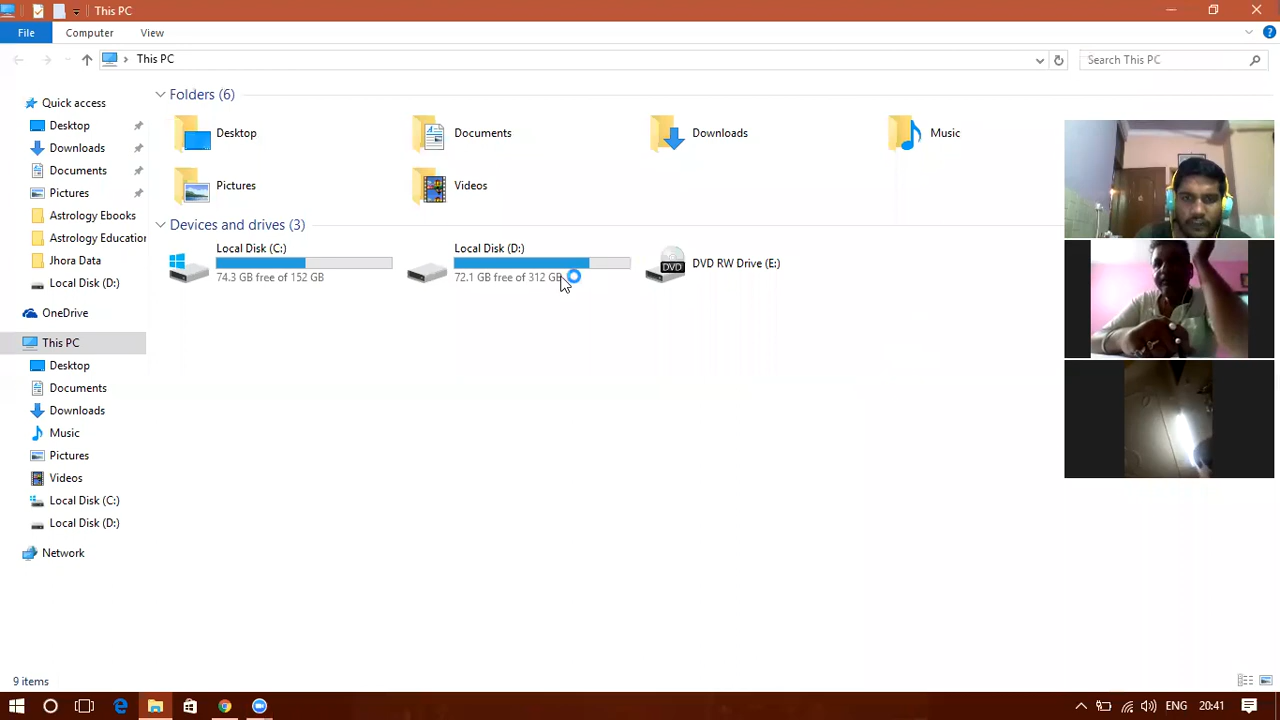 This PC
File
Computer
View
This PC
Search This PC
Quick access
Desktop
Downloads
Documents
Pictures
Astrology Ebooks
Astrology Education
Jhora Data
Local Disk (D:)
OneDrive
This PC
Desktop
Documents
Downloads
Music
Pictures
Videos
Local Disk (C:)
Local Disk (D:)
Network
Folders (6)
Desktop
Documents
Downloads
Music
Pictures
Videos
Devices and drives (3)
Local Disk (C:)
74.3 GB free of 152 GB
Local Disk (D:)
72.1 GB free of 312 GB
DVD
DVD RW Drive (E:)
9 items
ENG
20:41